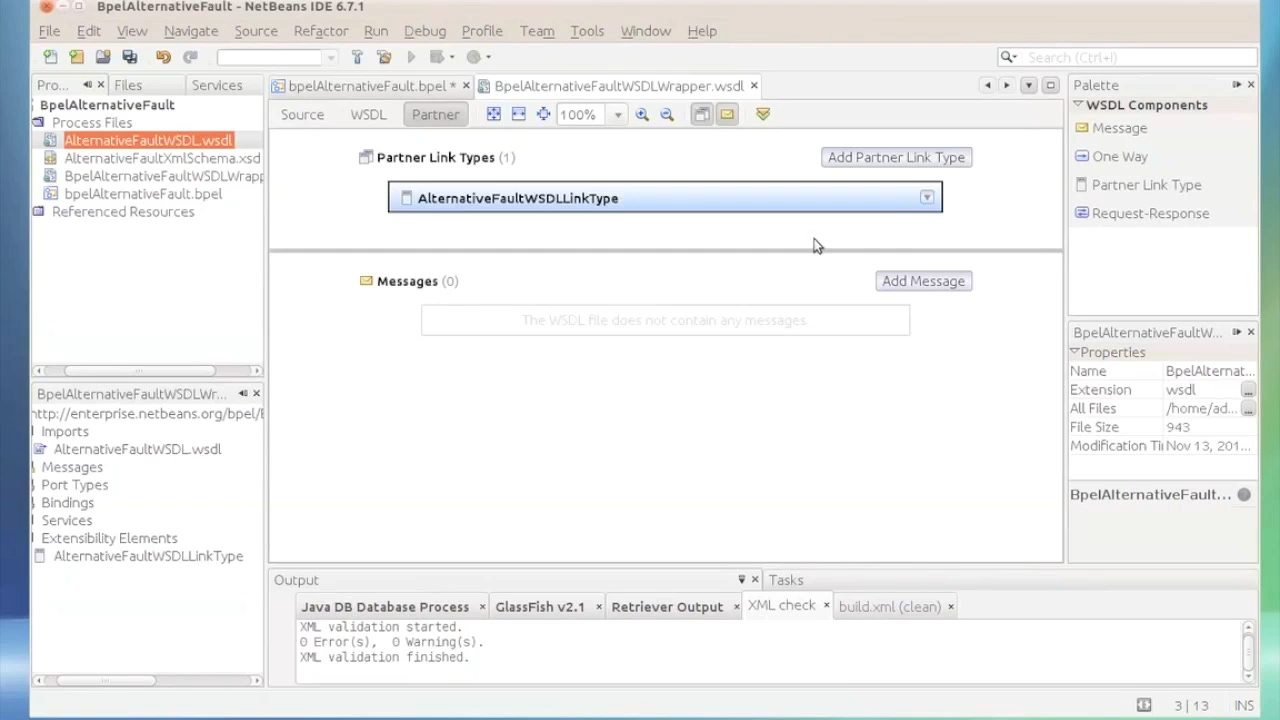 BpelAlternativeFault - NetBeans IDE 6.7.1
File Edit View Navigate Source Refactor Run Debug Profile Team Tools Window Help
Search (Ctrl+I)
Pro... Files Services
bpelAlternativeFault.bpel * BpelAlternativeFaultWSDLWrapper.wsdl
Palette
BpelAlternativeFault
Process Files
AlternativeFaultWSDL.wsdl
AlternativeFaultXmlSchema.xsd
BpelAlternativeFaultWSDLWrapp
bpelAlternativeFault.bpel
Referenced Resources
Source WSDL Partner 100%
Partner Link Types (1) Add Partner Link Type
AlternativeFaultWSDLLinkType
Messages (0) Add Message
The WSDL file does not contain any messages.
WSDL Components
Message
One Way
Partner Link Type
Request-Response
BpelAlternativeFaultW...
Properties
Name BpelAlternat...
Extension wsdl ...
All Files /home/ad... ...
File Size 943
Modification Ti Nov 13, 201...
BpelAlternativeFault...
BpelAlternativeFaultWSDLWr...
http://enterprise.netbeans.org/bpel/
Imports
AlternativeFaultWSDL.wsdl
Messages
Port Types
Bindings
Services
Extensibility Elements
AlternativeFaultWSDLLinkType
Output Tasks
Java DB Database Process GlassFish v2.1 Retriever Output XML check build.xml (clean)
XML validation started.
0 Error(s), 0 Warning(s).
XML validation finished.
3 | 13 INS